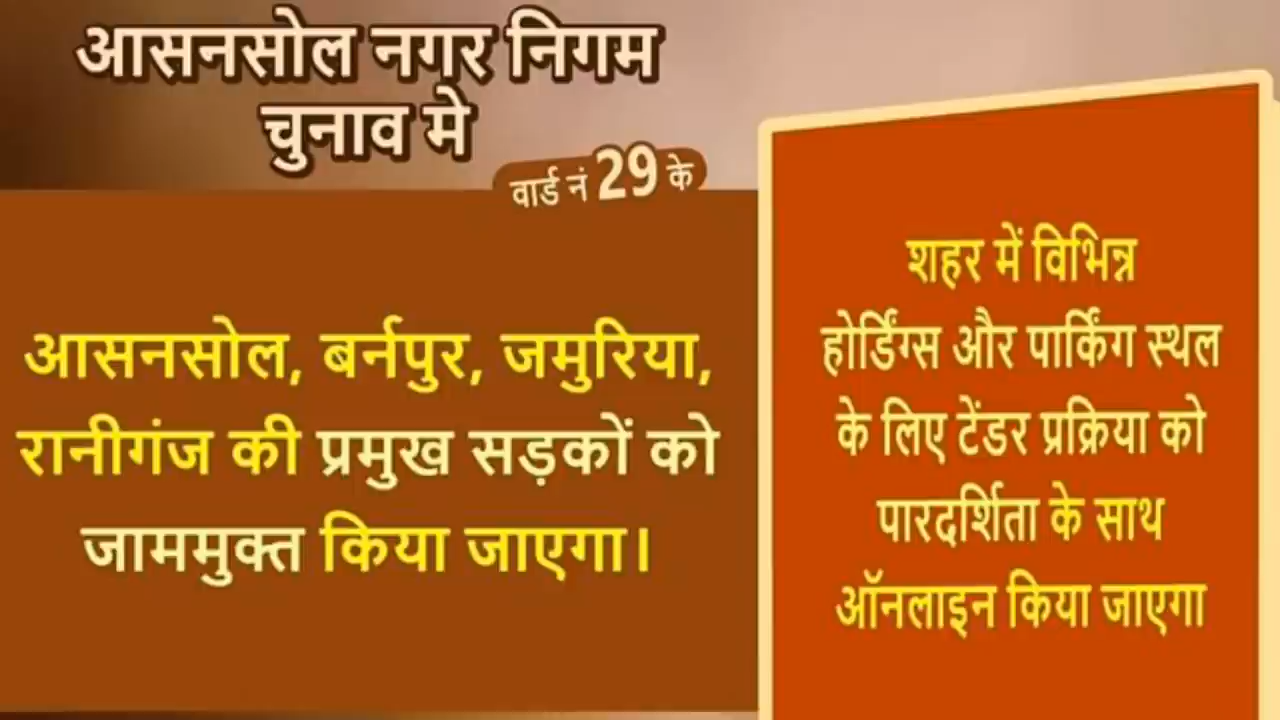 आसनसोल नगर निगम
चुनाव मे
वार्ड नं 29 के
आसनसोल, बर्नपुर, जमुरिया,
रानीगंज की प्रमुख सड़कों को
जाममुक्त किया जाएगा।
शहर में विभिन्न
होर्डिंग्स और पार्किंग स्थल
के लिए टेंडर प्रक्रिया को
पारदर्शिता के साथ
ऑनलाइन किया जाएगा